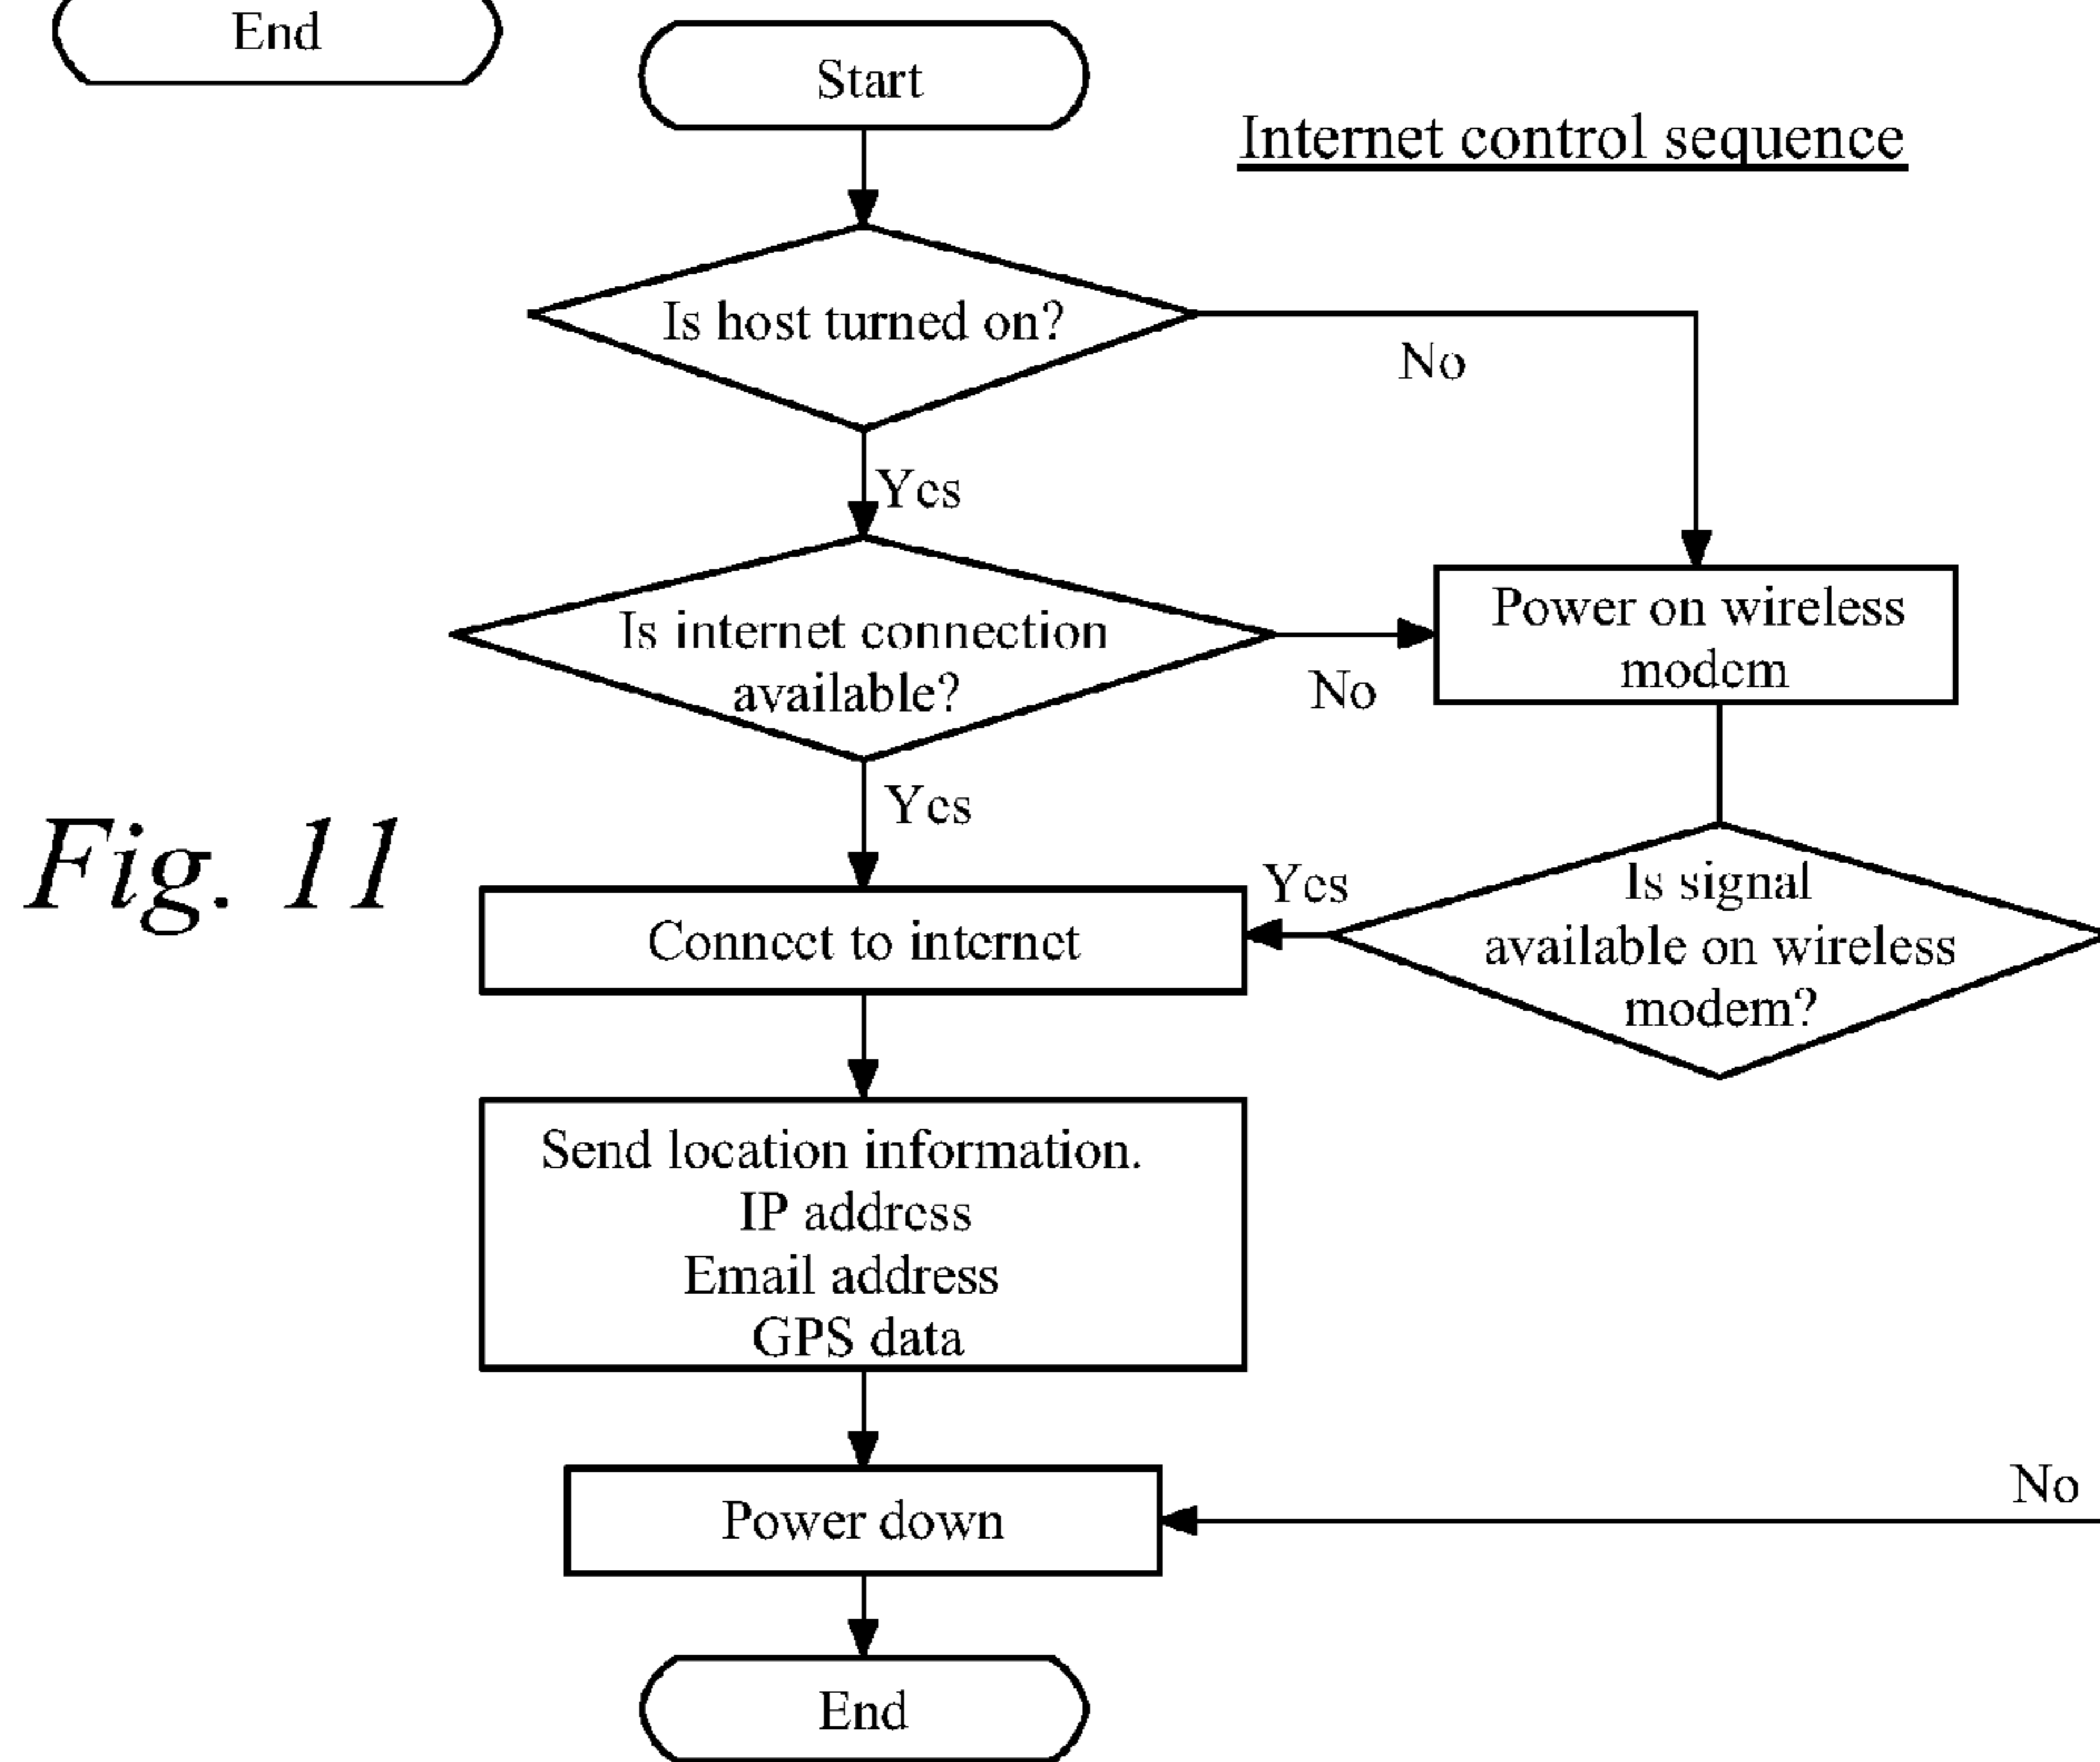 End
Start
Internet control sequence
Is host turned on?
No
Yes
Is internet connection
available?
No
Power on wireless
modem
Yes
Fig. 11
Connect to internet
Yes
Is signal
available on wireless
modem?
Send location information.
IP address
Email address
GPS data
No
Power down
End